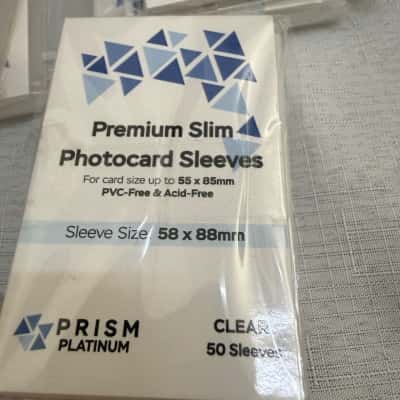 Premium Slim
Photocard Sleeves
For card size up to 55 x 85mm
PVC-Free & Acid-Free
Sleeve Size: 58 x 88mm
PRISM
PLATINUM
CLEAR
50 Sleeves